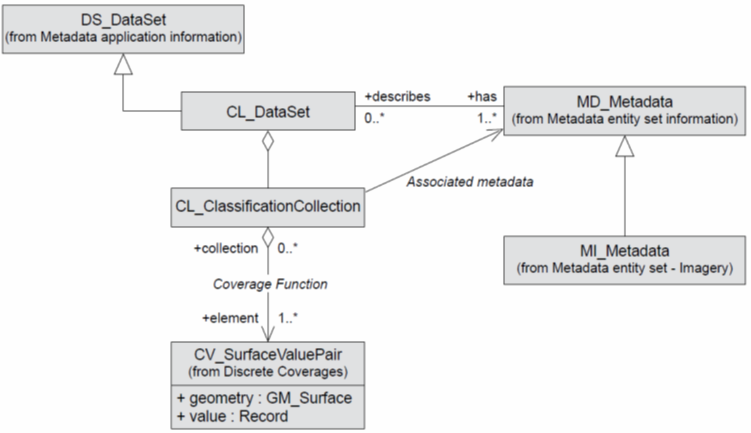 DS_DataSet
(from Metadata application information)
CL_DataSet
+describes
+has
0..*
1..*
MD_Metadata
(from Metadata entity set information)
Associated metadata
CL_ClassificationCollection
+collection
0..*
MI_Metadata
(from Metadata entity set - Imagery)
Coverage Function
+element
1..*
CV_SurfaceValuePair
(from Discrete Coverages)
+ geometry : GM_Surface
+ value : Record